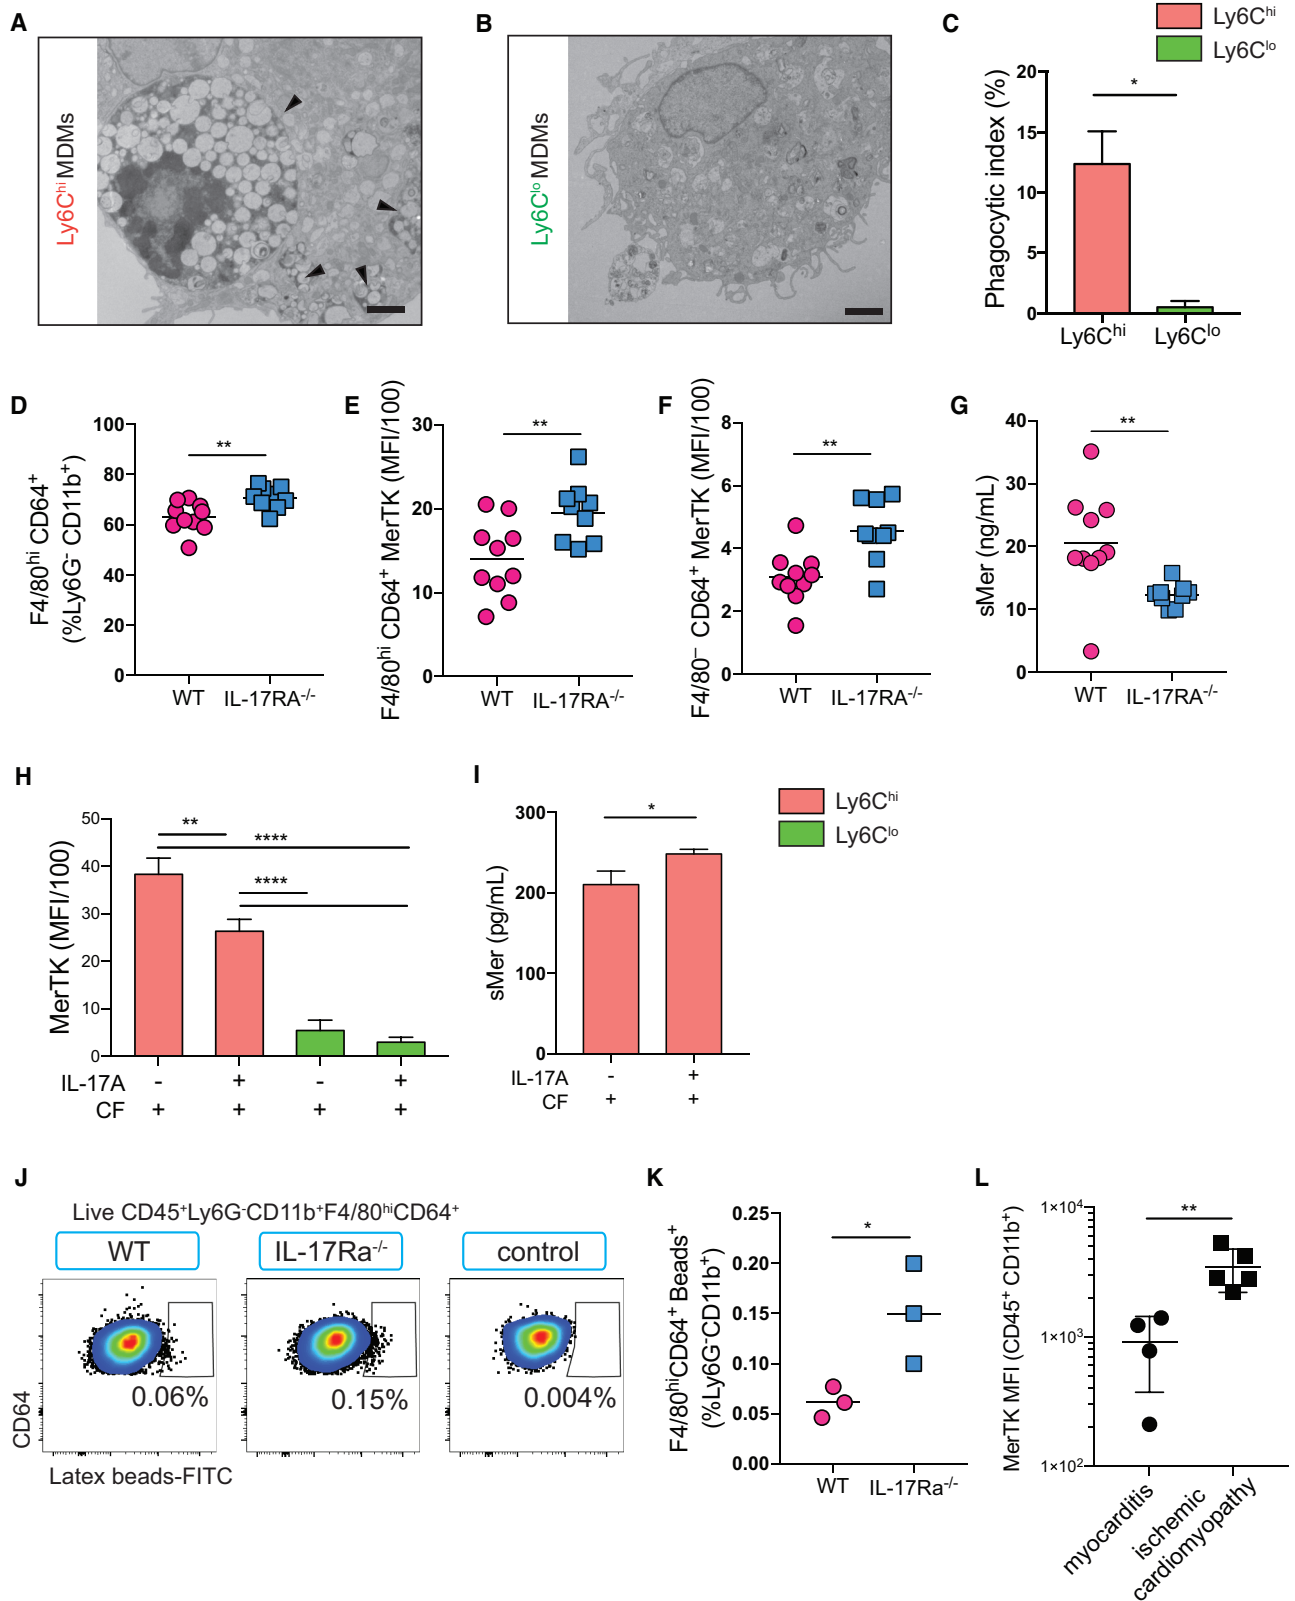 A
Ly6Chi MDMs
B
Ly6Clo MDMs
C
Ly6Chi
Ly6Clo
Phagocytic index (%)
20
15
10
5
0
*
Ly6Chi Ly6Clo
D
F4/80hi CD64+
(%Ly6G- CD11b+)
100
80
60
40
20
0
**
WT IL-17RA-/-
E
F4/80hi CD64+ MerTK (MFI/100)
30
20
10
0
**
WT IL-17RA-/-
F
F4/80– CD64+ MerTK (MFI/100)
8
6
4
2
0
**
WT IL-17RA-/-
G
sMer (ng/mL)
40
30
20
10
0
**
WT IL-17RA-/-
H
MerTK (MFI/100)
50
40
30
20
10
0
**
****
****
IL-17A - + - +
CF + + + +
I
sMer (pg/mL)
300
200
100
0
*
IL-17A - +
CF + +
Ly6Chi
Ly6Clo
J
Live CD45+Ly6G-CD11b+F4/80hiCD64+
WT IL-17Ra-/- control
0.06% 0.15% 0.004%
CD64
Latex beads-FITC
K
F4/80hiCD64+ Beads+
(%Ly6G-CD11b+)
0.25
0.20
0.15
0.10
0.05
0.00
*
WT IL-17Ra-/-
L
MerTK MFI (CD45+ CD11b+)
1×104
1×103
1×102
**
myocarditis
ischemic
cardiomyopathy